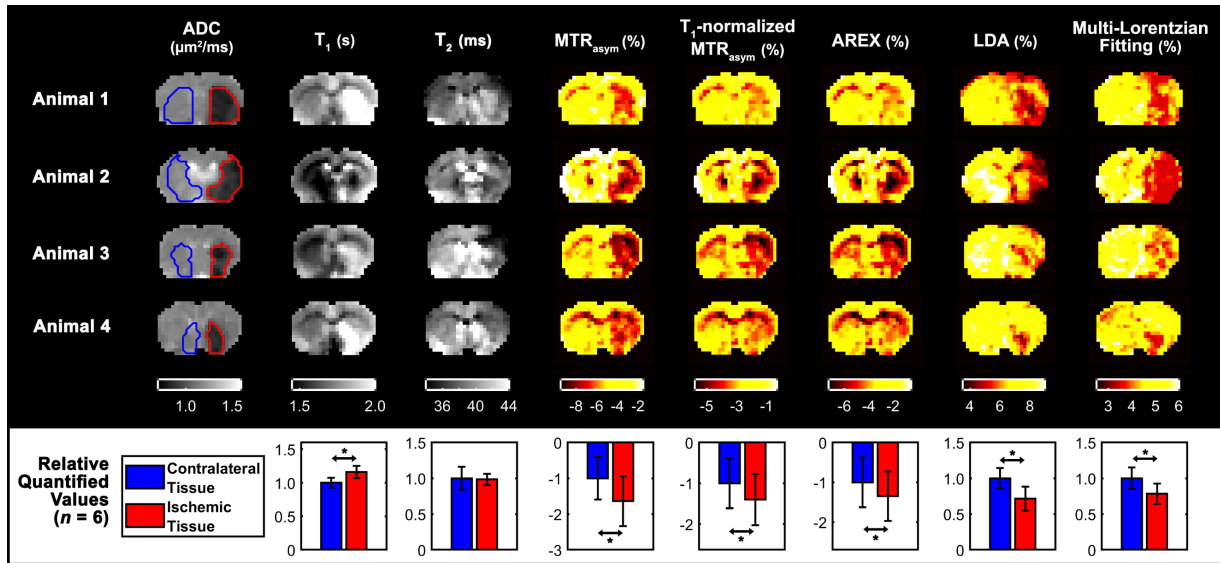 ADC
(µm²/ms)
T₁ (s)
T₂ (ms)
MTRasym (%)
T₁-normalized
MTRasym (%)
AREX (%)
LDA (%)
Multi-Lorentzian
Fitting (%)
Animal 1
Animal 2
Animal 3
Animal 4
1.0 1.5
1.5 2.0
36 40 44
-8 -6 -4 -2
-5 -3 -1
-6 -4 -2
4 6 8
3 4 5 6
Relative
Quantified
Values
(n = 6)
Contralateral
Tissue
Ischemic
Tissue
1.5
1.0
0.5
0
*
1.5
1.0
0.5
0
0
-1
-2
-3
*
0
-1
-2
*
0
-1
-2
*
1.5
1.0
0.5
0
*
1.5
1.0
0.5
0
*